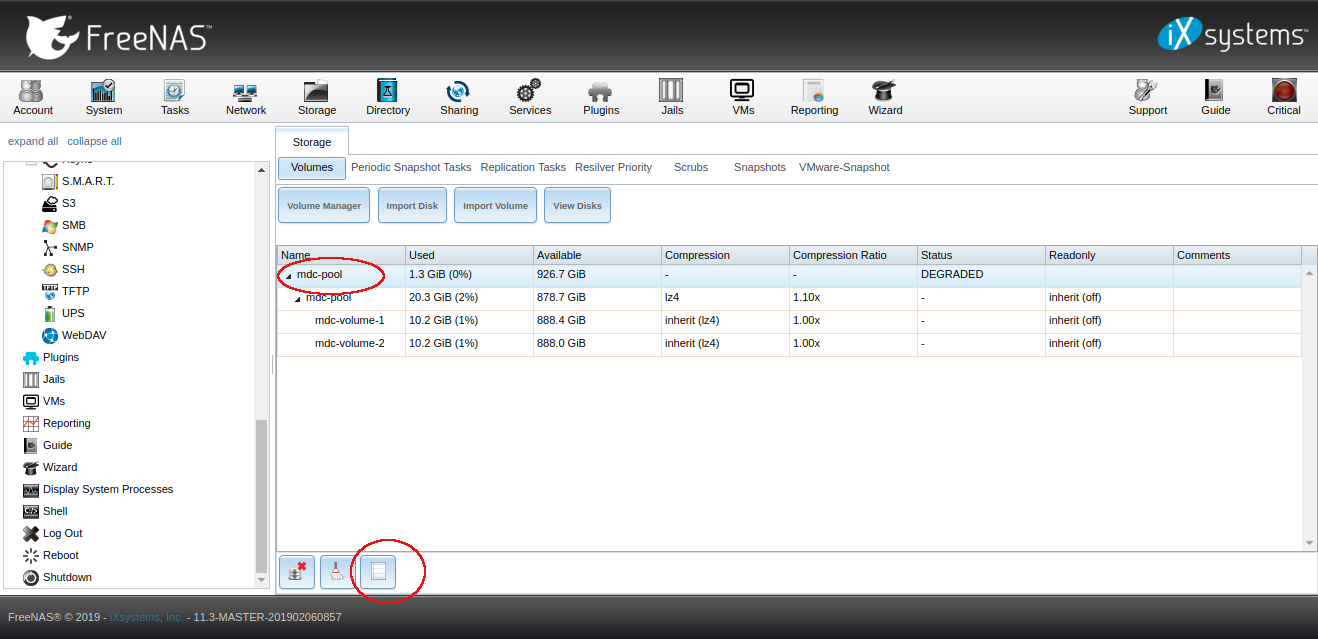 FreeNAS™
iXsystems™
Account System Tasks Network Storage Directory Sharing Services Plugins Jails VMs Reporting Wizard Support Guide Critical
expand all collapse all
S.M.A.R.T.
S3
SMB
SNMP
SSH
TFTP
UPS
WebDAV
Plugins
Jails
VMs
Reporting
Guide
Wizard
Display System Processes
Shell
Log Out
Reboot
Shutdown
Storage
Volumes Periodic Snapshot Tasks Replication Tasks Resilver Priority Scrubs Snapshots VMware-Snapshot
Volume Manager Import Disk Import Volume View Disks
Name Used Available Compression Compression Ratio Status Readonly Comments
mdc-pool 1.3 GiB (0%) 926.7 GiB - - DEGRADED
mdc-pool 20.3 GiB (2%) 878.7 GiB lz4 1.10x - inherit (off)
mdc-volume-1 10.2 GiB (1%) 888.4 GiB inherit (lz4) 1.00x - inherit (off)
mdc-volume-2 10.2 GiB (1%) 888.0 GiB inherit (lz4) 1.00x - inherit (off)
FreeNAS® © 2019 - iXsystems, Inc. - 11.3-MASTER-201902060857